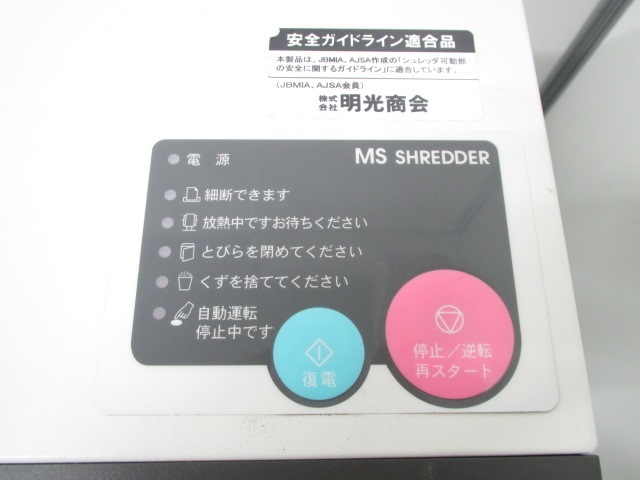 安全ガイドライン適合品
本製品は、JBMIA、AJSA作成の「シュレッダ可動部
の安全に関するガイドライン」に適合しています。
(JBMIA、AJSA会員)
株式会社 明光商会
電源 MS SHREDDER
細断できます
放熱中ですお待ちください
とびらを閉めてください
くずを捨ててください
自動運転
停止中です
復電
停止/逆転
再スタート